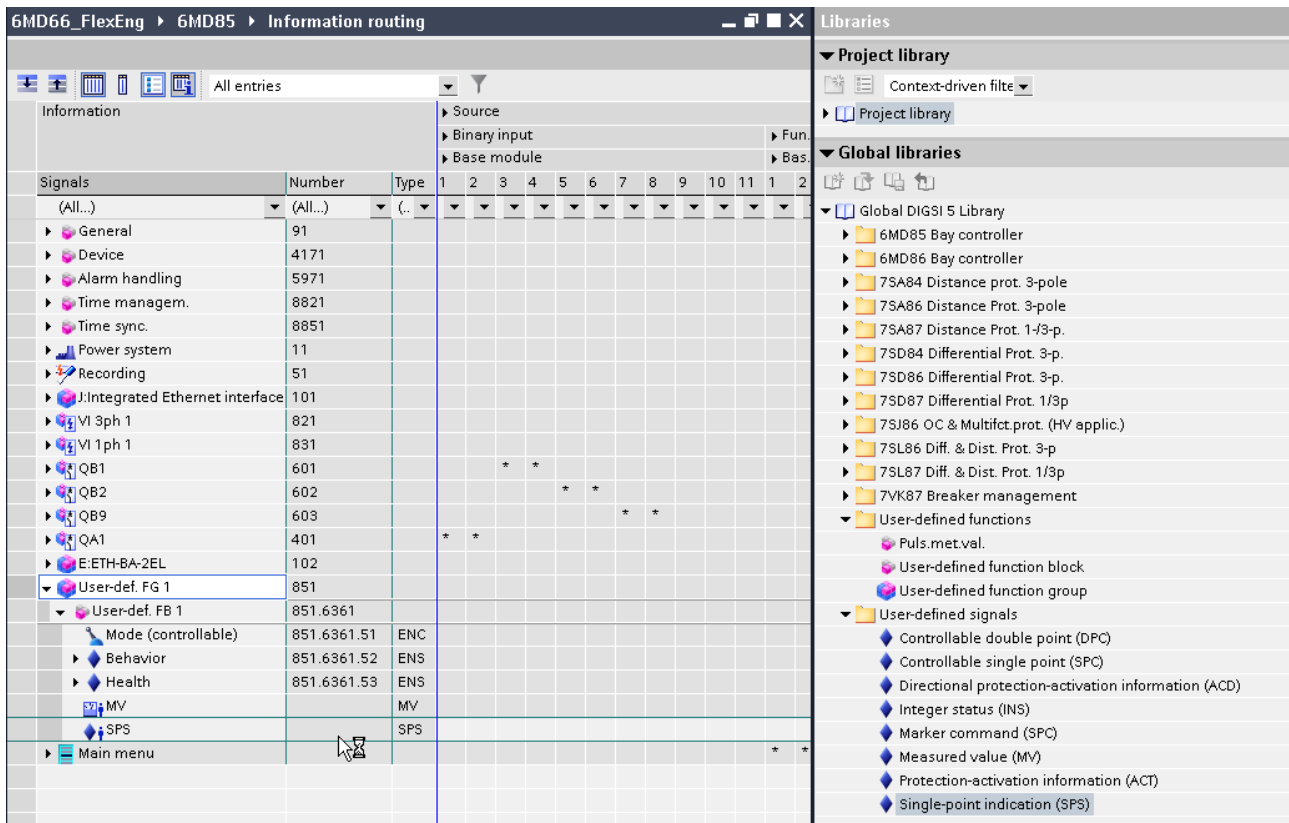 6MD66_FlexEng ▸ 6MD85 ▸ Information routing
All entries
Information
Source
Binary input
Fun.
Base module
Bas.
Signals Number Type 1 2 3 4 5 6 7 8 9 10 11 1 2
(All...) (All...) (..
General 91
Device 4171
Alarm handling 5971
Time managem. 8821
Time sync. 8851
Power system 11
Recording 51
J:Integrated Ethernet interface 101
VI 3ph 1 821
VI 1ph 1 831
QB1 601 * *
QB2 602 * *
QB9 603 * *
QA1 401 * *
E:ETH-BA-2EL 102
User-def. FG 1 851
User-def. FB 1 851.6361
Mode (controllable) 851.6361.51 ENC
Behavior 851.6361.52 ENS
Health 851.6361.53 ENS
MV MV
SPS SPS
Main menu * *
Libraries
Project library
Context-driven filte
Project library
Global libraries
Global DIGSI 5 Library
6MD85 Bay controller
6MD86 Bay controller
7SA84 Distance prot. 3-pole
7SA86 Distance Prot. 3-pole
7SA87 Distance Prot. 1-/3-p.
7SD84 Differential Prot. 3-p.
7SD86 Differential Prot. 3-p.
7SD87 Differential Prot. 1/3p
7SJ86 OC & Multifct.prot. (HV applic.)
7SL86 Diff. & Dist. Prot. 3-p
7SL87 Diff. & Dist. Prot. 1/3p
7VK87 Breaker management
User-defined functions
Puls.met.val.
User-defined function block
User-defined function group
User-defined signals
Controllable double point (DPC)
Controllable single point (SPC)
Directional protection-activation information (ACD)
Integer status (INS)
Marker command (SPC)
Measured value (MV)
Protection-activation information (ACT)
Single-point indication (SPS)